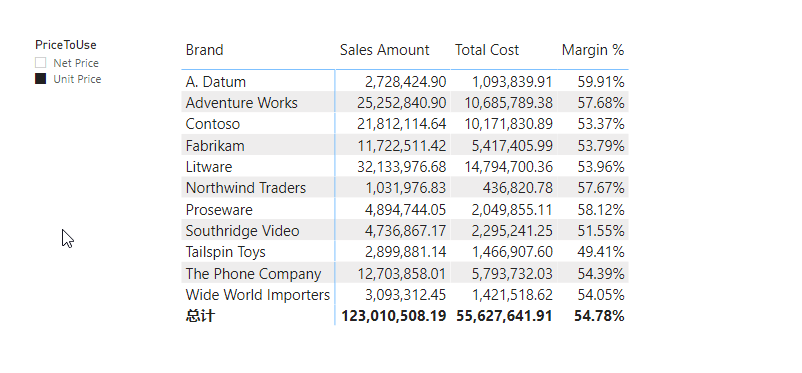 PriceToUse
Net Price
Unit Price
Brand Sales Amount Total Cost Margin %
A. Datum 2,728,424.90 1,093,839.91 59.91%
Adventure Works 25,252,840.90 10,685,789.38 57.68%
Contoso 21,812,114.64 10,171,830.89 53.37%
Fabrikam 11,722,511.42 5,417,405.99 53.79%
Litware 32,133,976.68 14,794,700.36 53.96%
Northwind Traders 1,031,976.83 436,820.78 57.67%
Proseware 4,894,744.05 2,049,855.11 58.12%
Southridge Video 4,736,867.17 2,295,241.25 51.55%
Tailspin Toys 2,899,881.14 1,466,907.60 49.41%
The Phone Company 12,703,858.01 5,793,732.03 54.39%
Wide World Importers 3,093,312.45 1,421,518.62 54.05%
总计 123,010,508.19 55,627,641.91 54.78%